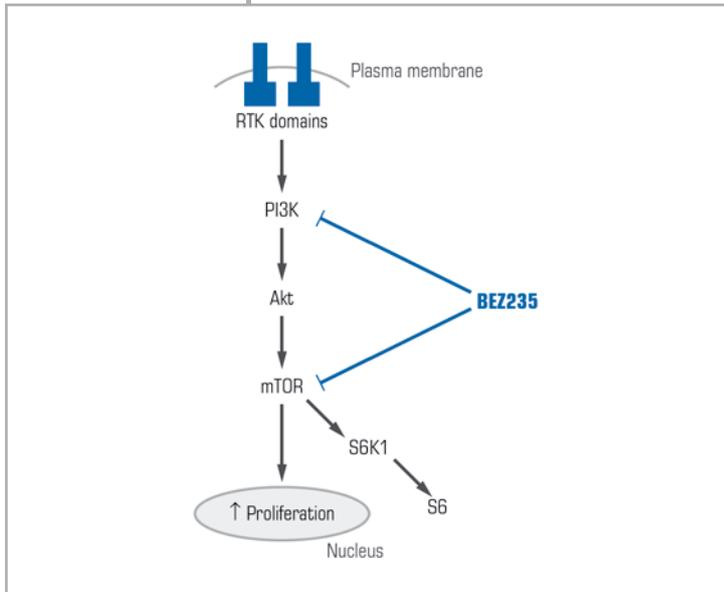 Plasma membrane
RTK domains
PI3K
Akt
BEZ235
mTOR
S6K1
S6
↑ Proliferation
Nucleus